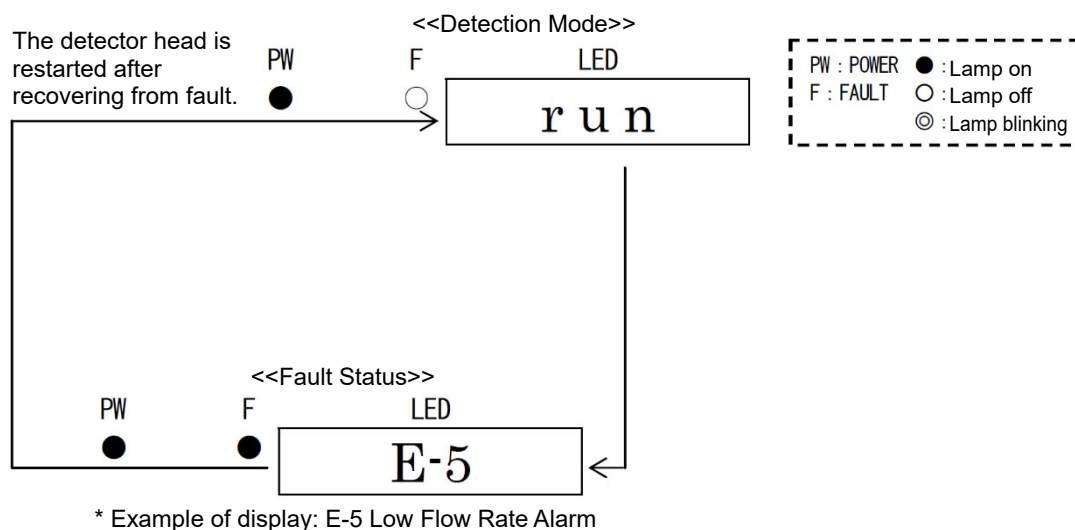 <<Detection Mode>>
The detector head is
restarted after
recovering from fault.
PW F LED
run
PW : POWER ● : Lamp on
F : FAULT ○ : Lamp off
◎ : Lamp blinking
<<Fault Status>>
PW F LED
E-5
* Example of display: E-5 Low Flow Rate Alarm